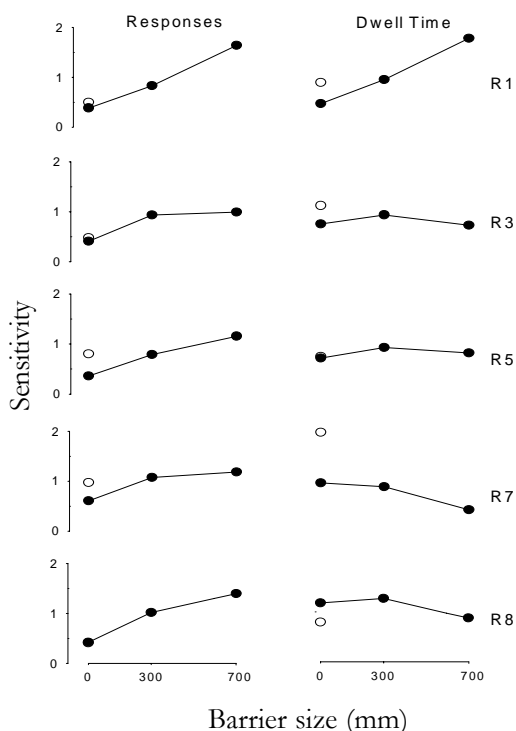 Responses Dwell Time
2
1
0
R1
2
1
0
R3
2
1
0
R5
Sensitivity
2
1
0
R7
2
1
0
R8
0 300 700 0 300 700
Barrier size (mm)